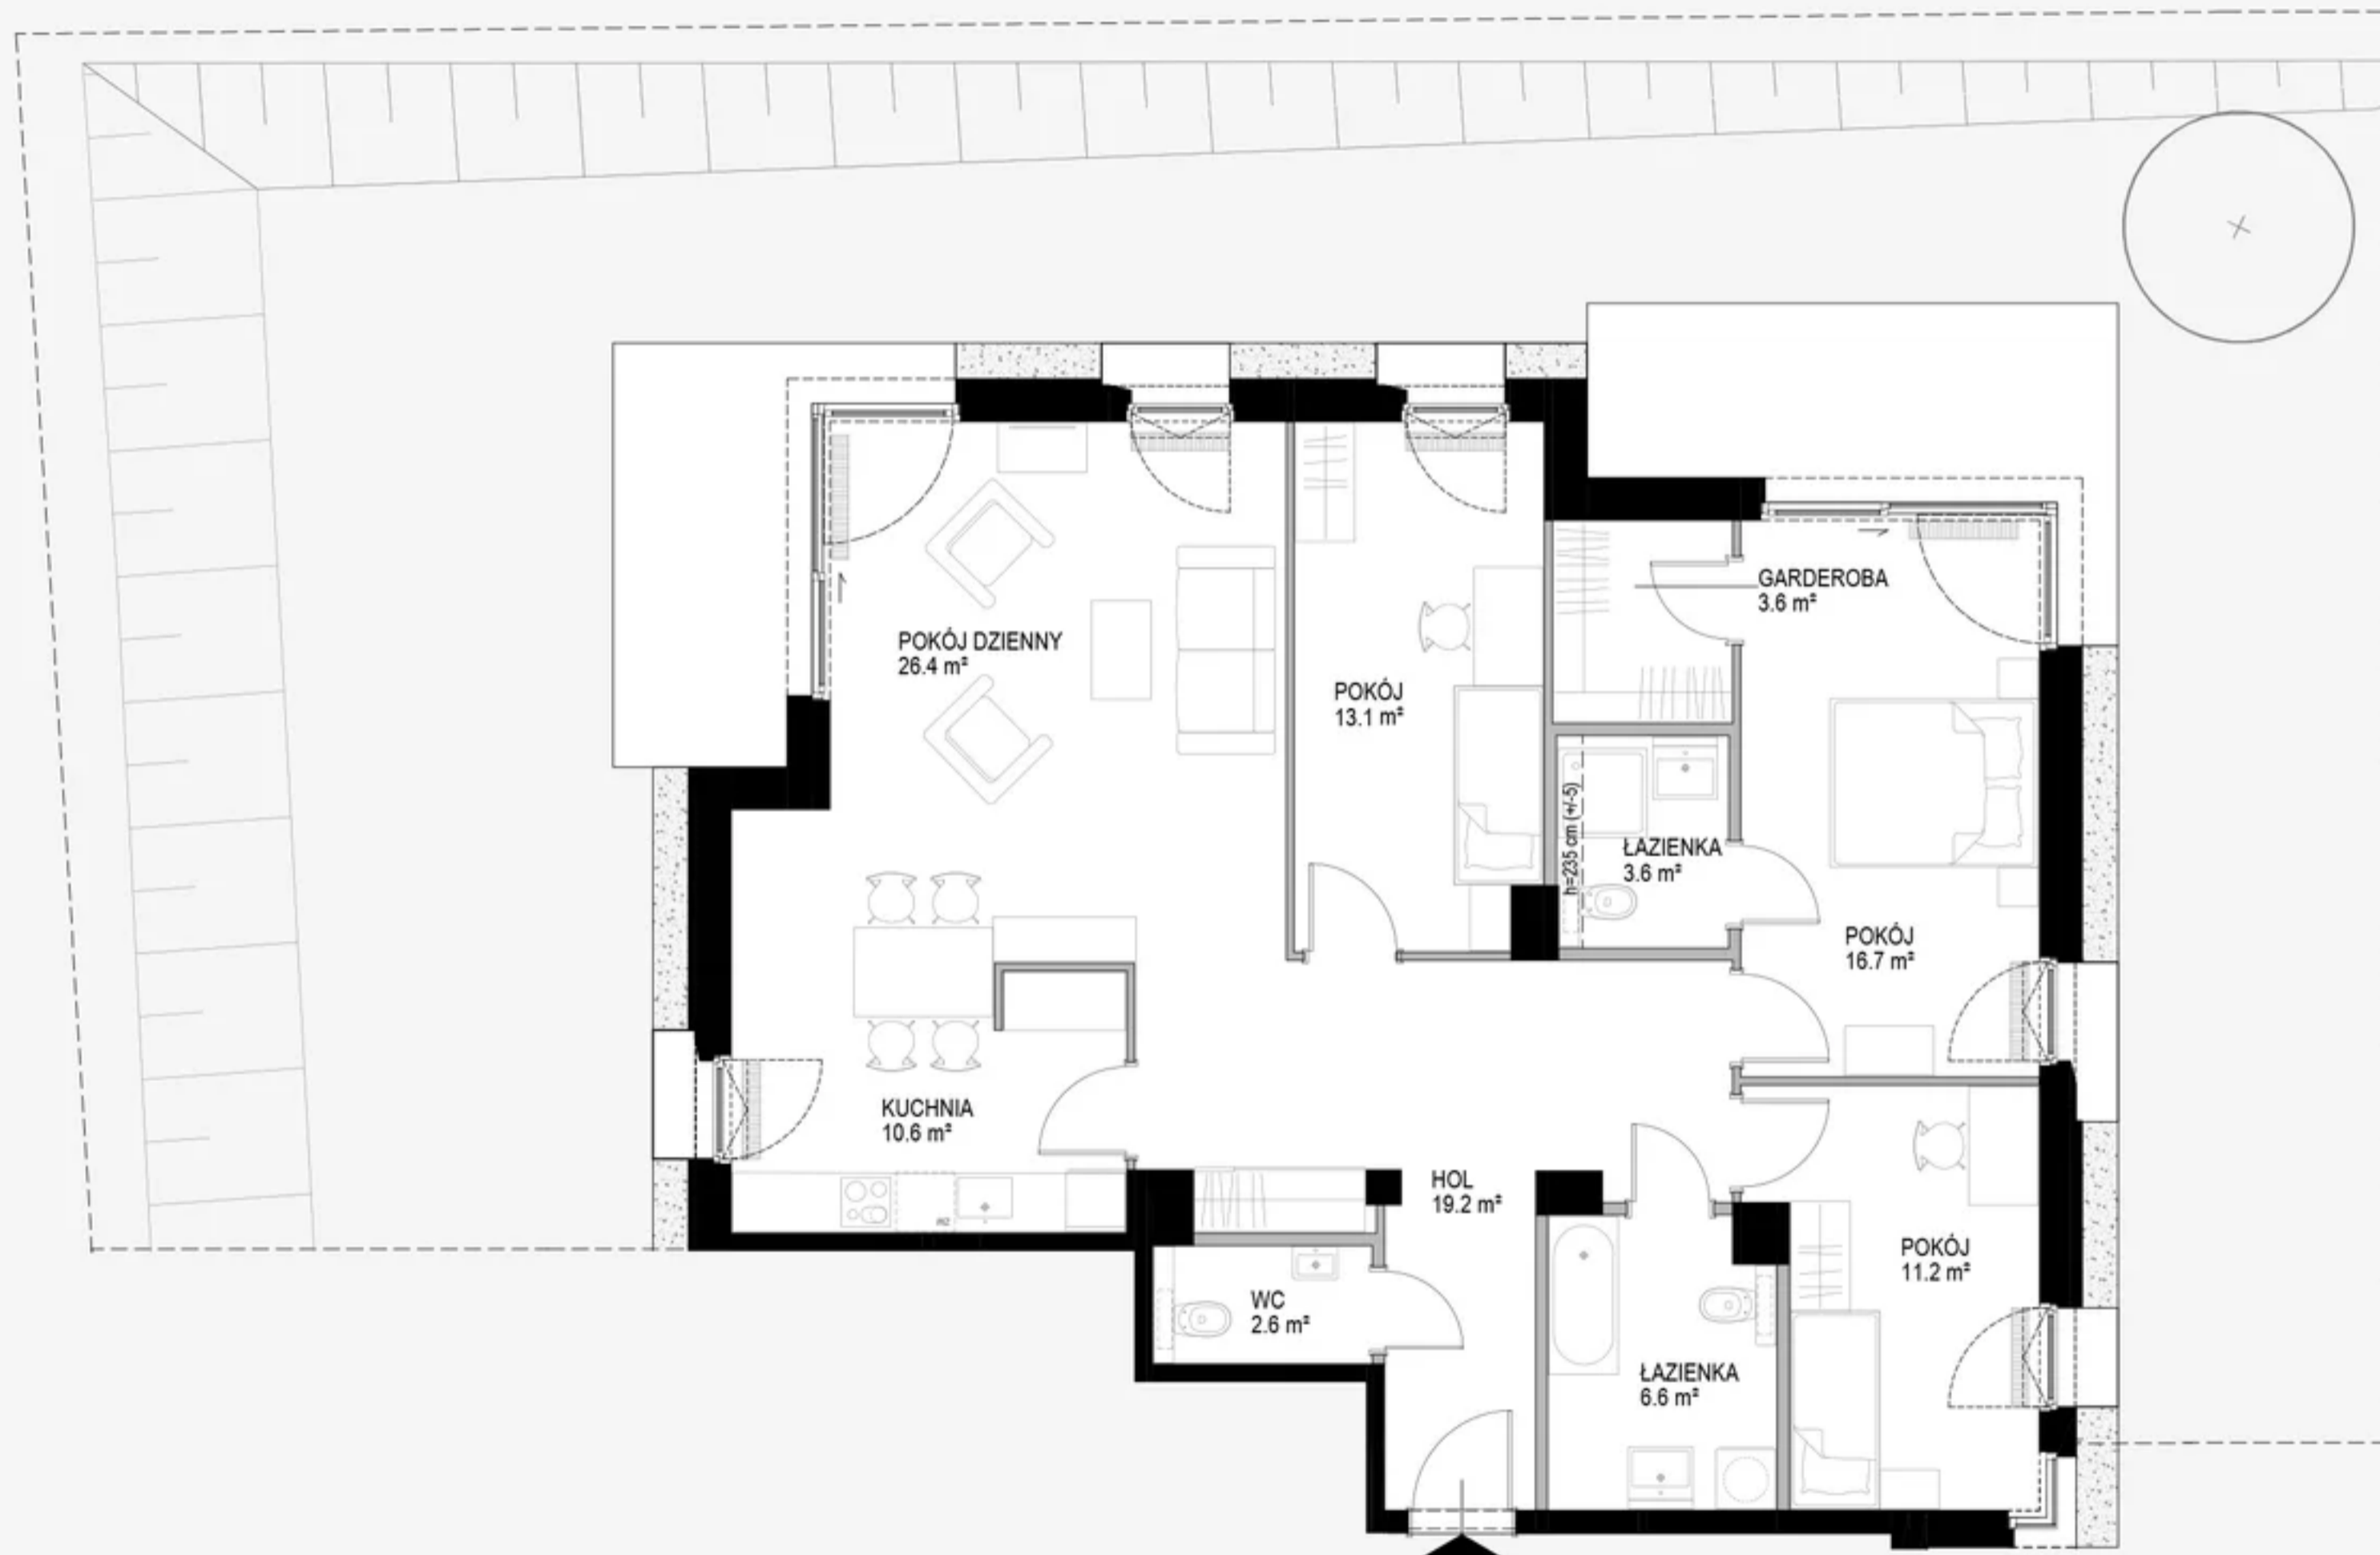 GARDEROBA
3.6 m²
POKÓJ DZIENNY
26.4 m²
POKÓJ
13.1 m²
h=235 cm (+/-5)
ŁAZIENKA
3.6 m²
POKÓJ
16.7 m²
KUCHNIA
10.6 m²
HOL
19.2 m²
POKÓJ
11.2 m²
WC
2.6 m²
ŁAZIENKA
6.6 m²